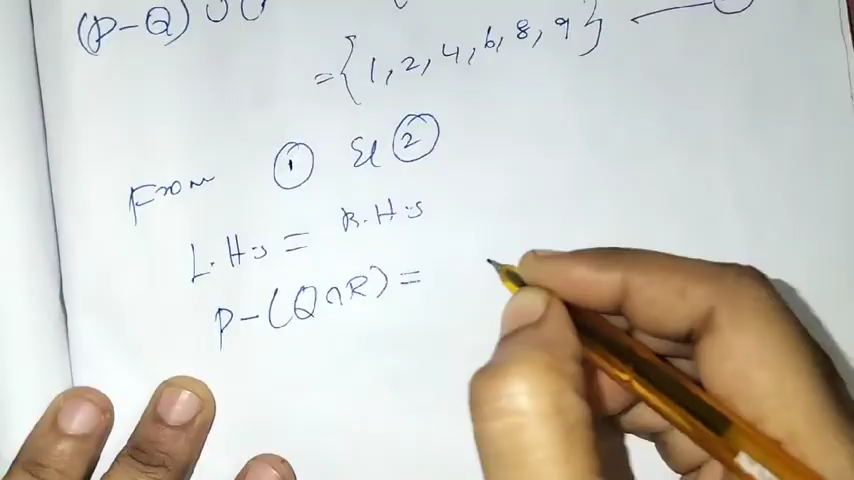 (P-Q) ∪
= {1, 2, 4, 6, 8, 9}
From ① & ②
L.H.S = R.H.S
P-(Q∩R) =